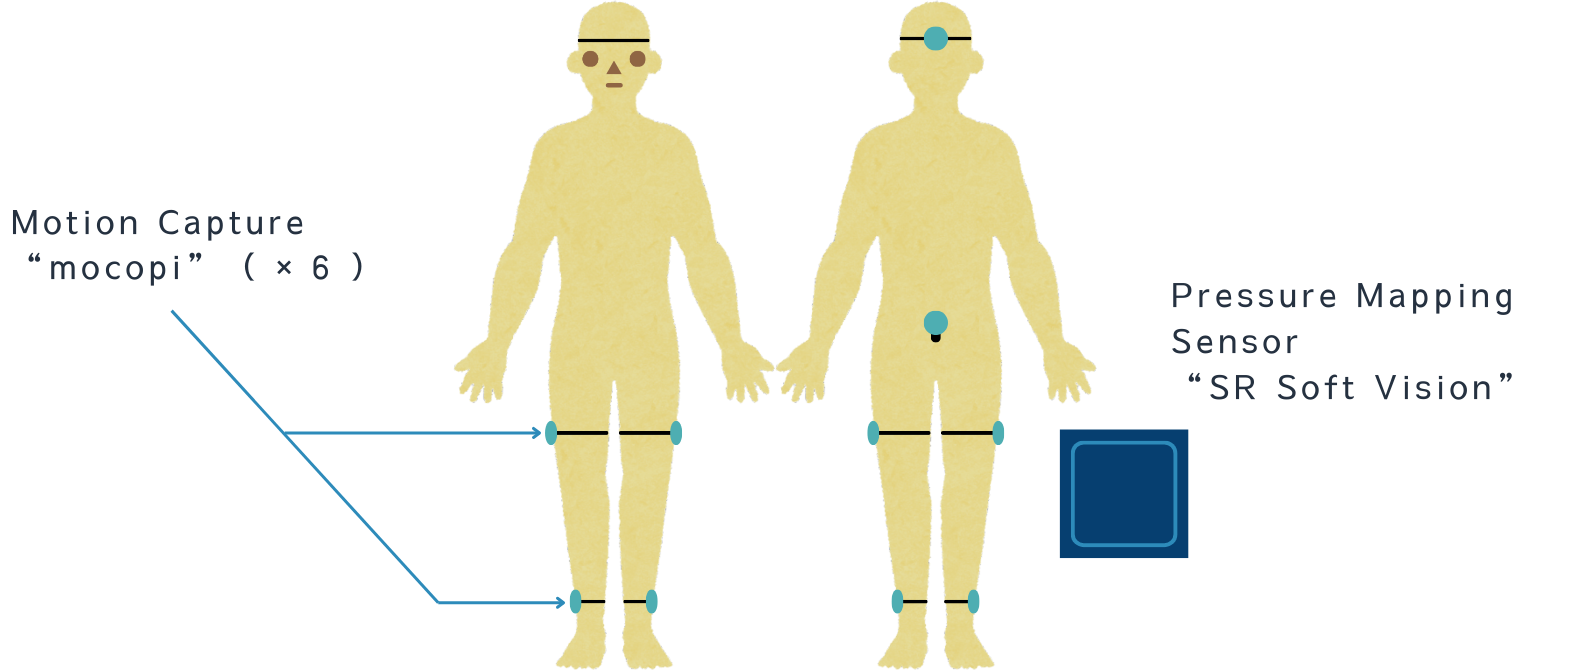 Motion Capture
“mocopi” ( × 6 )
Pressure Mapping
Sensor
“SR Soft Vision”